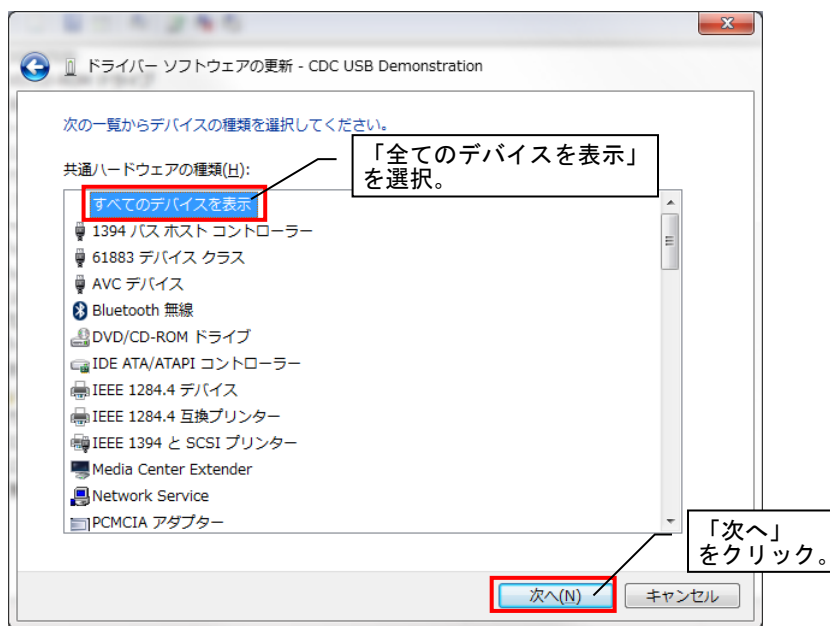 ドライバー ソフトウェアの更新 - CDC USB Demonstration
次の一覧からデバイスの種類を選択してください。
「全てのデバイスを表示」
を選択。
共通ハードウェアの種類(H):
すべてのデバイスを表示
1394 バス ホスト コントローラー
61883 デバイス クラス
AVC デバイス
Bluetooth 無線
DVD/CD-ROM ドライブ
IDE ATA/ATAPI コントローラー
IEEE 1284.4 デバイス
IEEE 1284.4 互換プリンター
IEEE 1394 と SCSI プリンター
Media Center Extender
Network Service
PCMCIA アダプター
「次へ」
をクリック。
次へ(N)
キャンセル